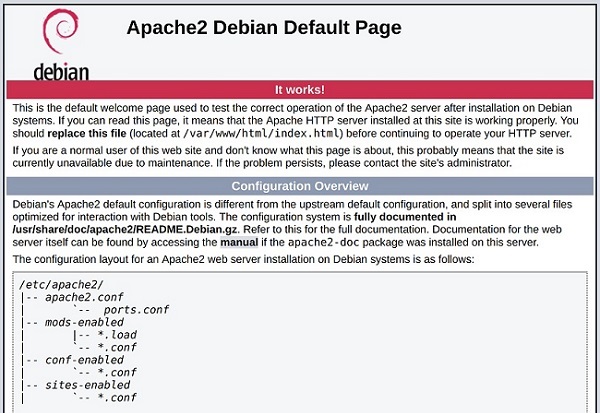 debian
Apache2 Debian Default Page
It works!
This is the default welcome page used to test the correct operation of the Apache2 server after installation on Debian
systems. If you can read this page, it means that the Apache HTTP server installed at this site is working properly. You
should replace this file (located at /var/www/html/index.html) before continuing to operate your HTTP server.
If you are a normal user of this web site and don't know what this page is about, this probably means that the site is
currently unavailable due to maintenance. If the problem persists, please contact the site's administrator.
Configuration Overview
Debian's Apache2 default configuration is different from the upstream default configuration, and split into several files
optimized for interaction with Debian tools. The configuration system is fully documented in
/usr/share/doc/apache2/README.Debian.gz. Refer to this for the full documentation. Documentation for the web
server itself can be found by accessing the manual if the apache2-doc package was installed on this server.
The configuration layout for an Apache2 web server installation on Debian systems is as follows:
/etc/apache2/
|-- apache2.conf
|       `--  ports.conf
|-- mods-enabled
|       |-- *.load
|       `-- *.conf
|-- conf-enabled
|       `-- *.conf
|-- sites-enabled
|       `-- *.conf